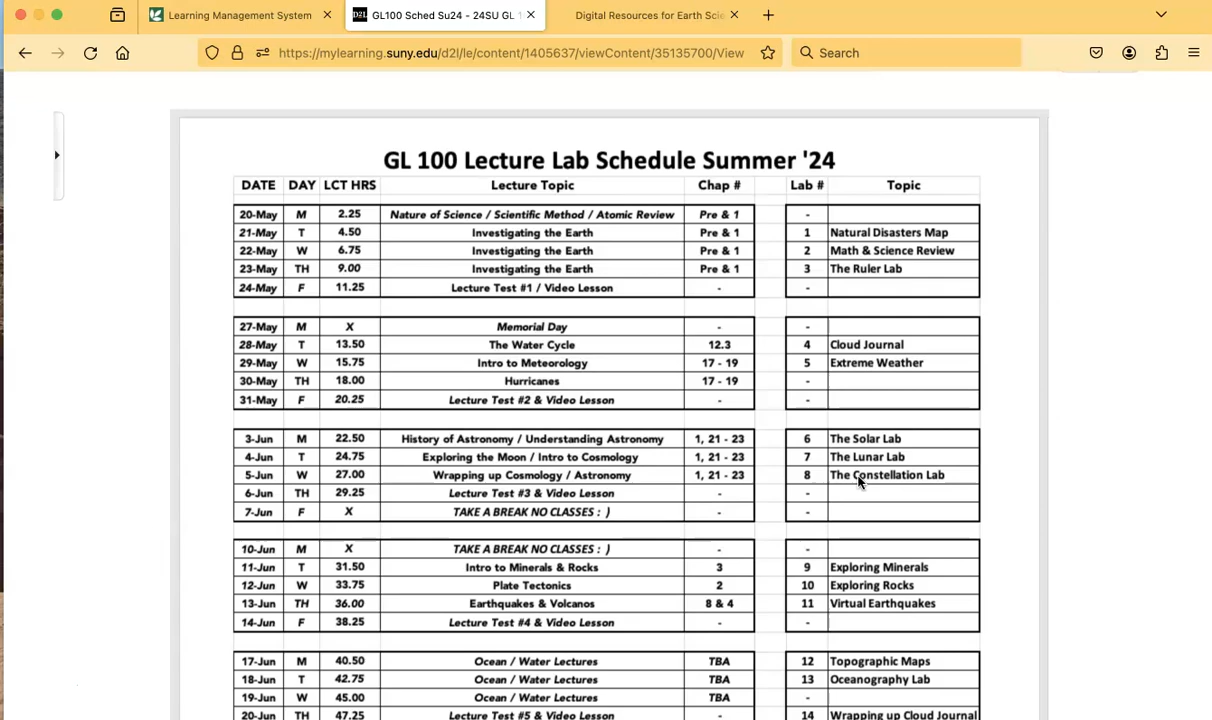 Learning Management System
GL100 Sched Su24 - 24SU GL 1
Digital Resources for Earth Scie
https://mylearning.suny.edu/d2l/le/content/1405637/viewContent/35135700/View
Search
GL 100 Lecture Lab Schedule Summer '24
DATE DAY LCT HRS Lecture Topic Chap # Lab # Topic
20-May M 2.25 Nature of Science / Scientific Method / Atomic Review Pre & 1 -
21-May T 4.50 Investigating the Earth Pre & 1 1 Natural Disasters Map
22-May W 6.75 Investigating the Earth Pre & 1 2 Math & Science Review
23-May TH 9.00 Investigating the Earth Pre & 1 3 The Ruler Lab
24-May F 11.25 Lecture Test #1 / Video Lesson - -
27-May M X Memorial Day - -
28-May T 13.50 The Water Cycle 12.3 4 Cloud Journal
29-May W 15.75 Intro to Meteorology 17 - 19 5 Extreme Weather
30-May TH 18.00 Hurricanes 17 - 19 -
31-May F 20.25 Lecture Test #2 & Video Lesson - -
3-Jun M 22.50 History of Astronomy / Understanding Astronomy 1, 21 - 23 6 The Solar Lab
4-Jun T 24.75 Exploring the Moon / Intro to Cosmology 1, 21 - 23 7 The Lunar Lab
5-Jun W 27.00 Wrapping up Cosmology / Astronomy 1, 21 - 23 8 The Constellation Lab
6-Jun TH 29.25 Lecture Test #3 & Video Lesson - -
7-Jun F X TAKE A BREAK NO CLASSES : ) - -
10-Jun M X TAKE A BREAK NO CLASSES : ) - -
11-Jun T 31.50 Intro to Minerals & Rocks 3 9 Exploring Minerals
12-Jun W 33.75 Plate Tectonics 2 10 Exploring Rocks
13-Jun TH 36.00 Earthquakes & Volcanos 8 & 4 11 Virtual Earthquakes
14-Jun F 38.25 Lecture Test #4 & Video Lesson - -
17-Jun M 40.50 Ocean / Water Lectures TBA 12 Topographic Maps
18-Jun T 42.75 Ocean / Water Lectures TBA 13 Oceanography Lab
19-Jun W 45.00 Ocean / Water Lectures TBA -
20-Jun TH 47.25 Lecture Test #5 & Video Lesson - 14 Wrapping up Cloud Journal